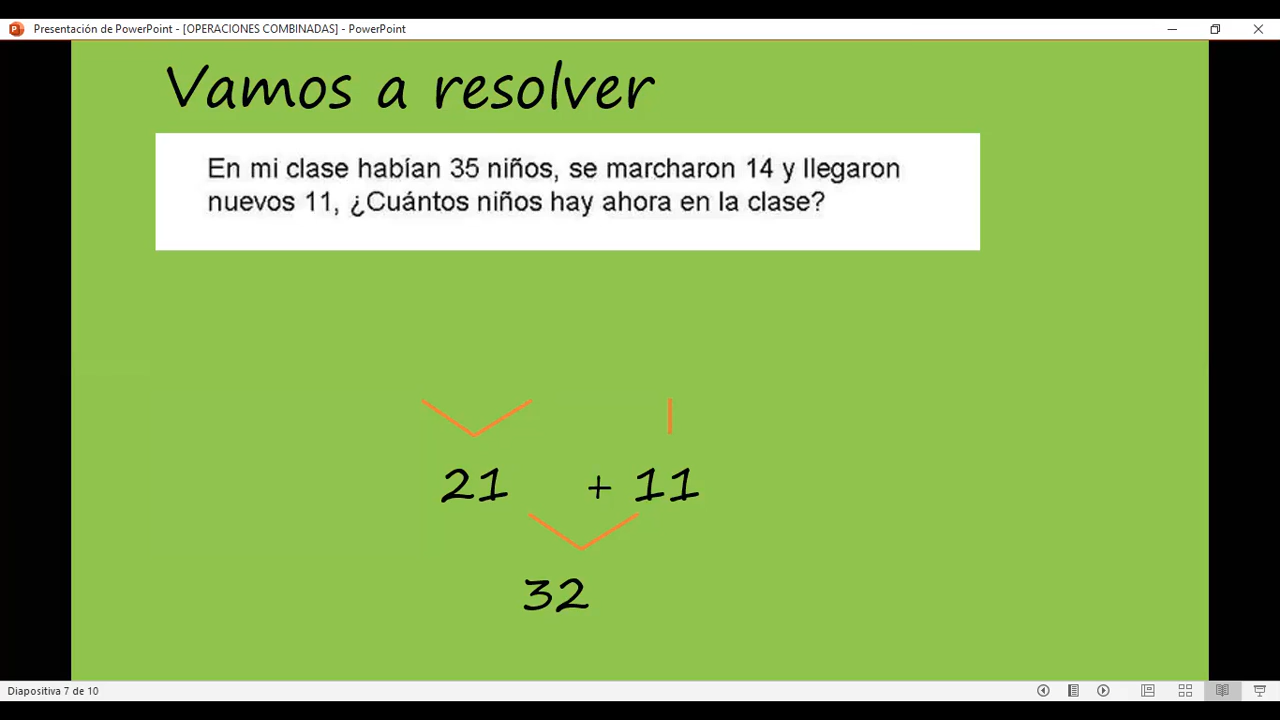 Presentación de PowerPoint - [OPERACIONES COMBINADAS] - PowerPoint
Vamos a resolver
En mi clase habían 35 niños, se marcharon 14 y llegaron
nuevos 11, ¿Cuántos niños hay ahora en la clase?
21 + 11
32
Diapositiva 7 de 10